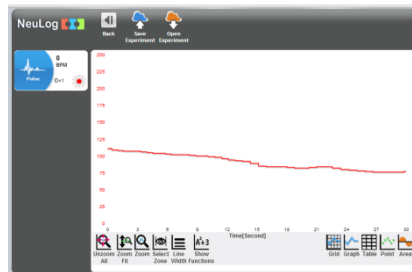 NeuLog
Back
Save
Experiment
Open
Experiment
0
BPM
Pulse
ID=1
250
225
200
175
150
125
100
75
50
25
0
0 3 6 9 12 15 18 21 24 27 30
Time[Second]
Unzoom
All
Zoom
Fit
Zoom
Select
Zone
Line
Width
A²+3
Show
Functions
Grid
Graph
Table
Point
Area